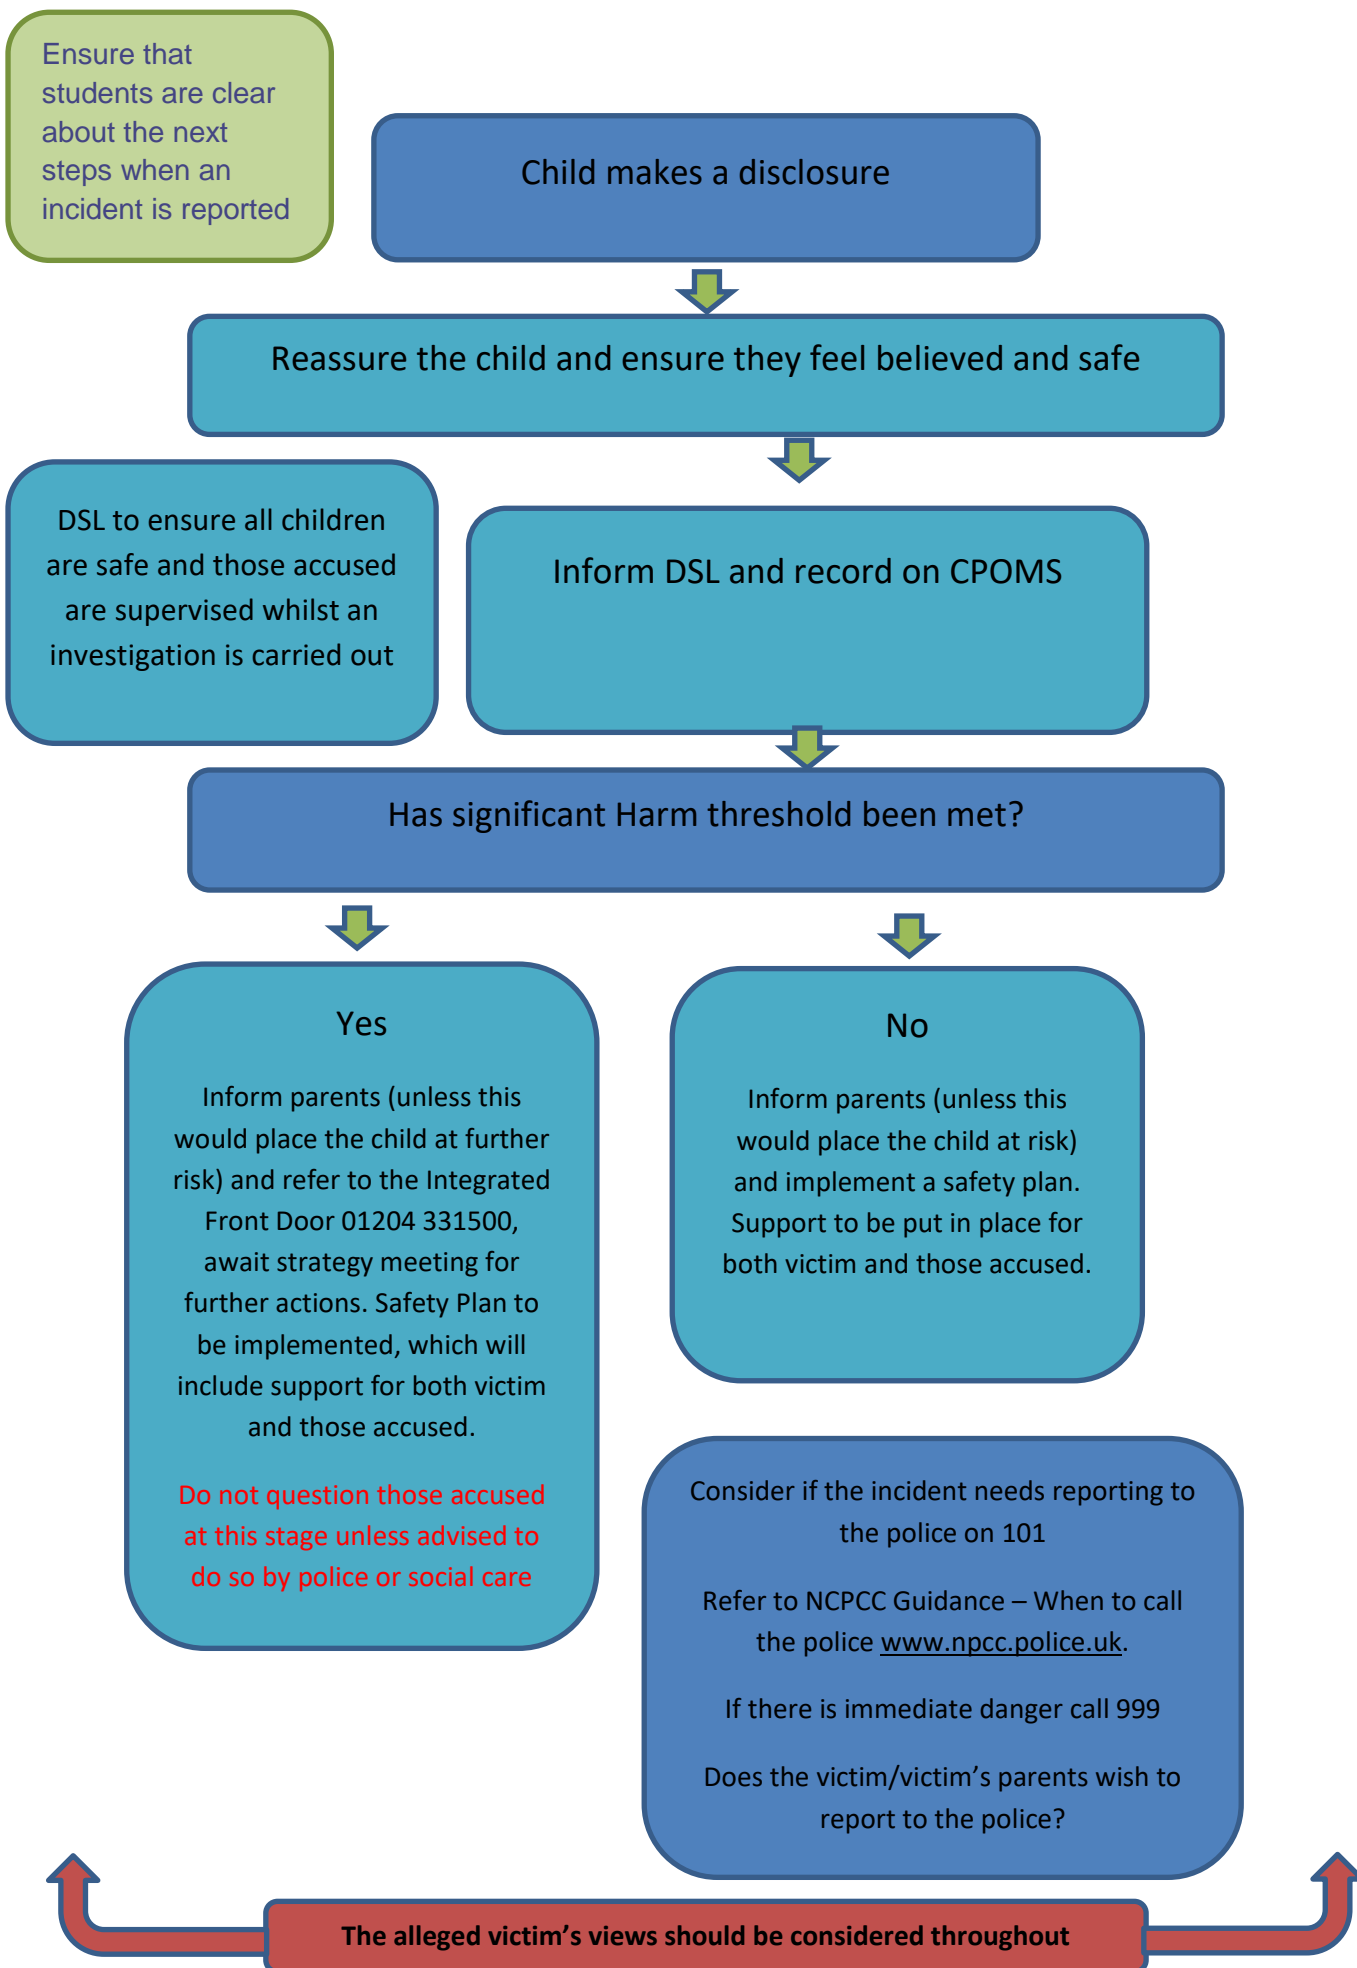 Ensure that
students are clear
about the next
steps when an
incident is reported
Child makes a disclosure
Reassure the child and ensure they feel believed and safe
DSL to ensure all children
are safe and those accused
are supervised whilst an
investigation is carried out
Inform DSL and record on CPOMS
Has significant Harm threshold been met?
Yes
Inform parents (unless this
would place the child at further
risk) and refer to the Integrated
Front Door 01204 331500,
await strategy meeting for
further actions. Safety Plan to
be implemented, which will
include support for both victim
and those accused.
Do not question those accused
at this stage unless advised to
do so by police or social care
No
Inform parents (unless this
would place the child at risk)
and implement a safety plan.
Support to be put in place for
both victim and those accused.
Consider if the incident needs reporting to
the police on 101
Refer to NCPCC Guidance – When to call
the police www.npcc.police.uk.
If there is immediate danger call 999
Does the victim/victim’s parents wish to
report to the police?
The alleged victim’s views should be considered throughout